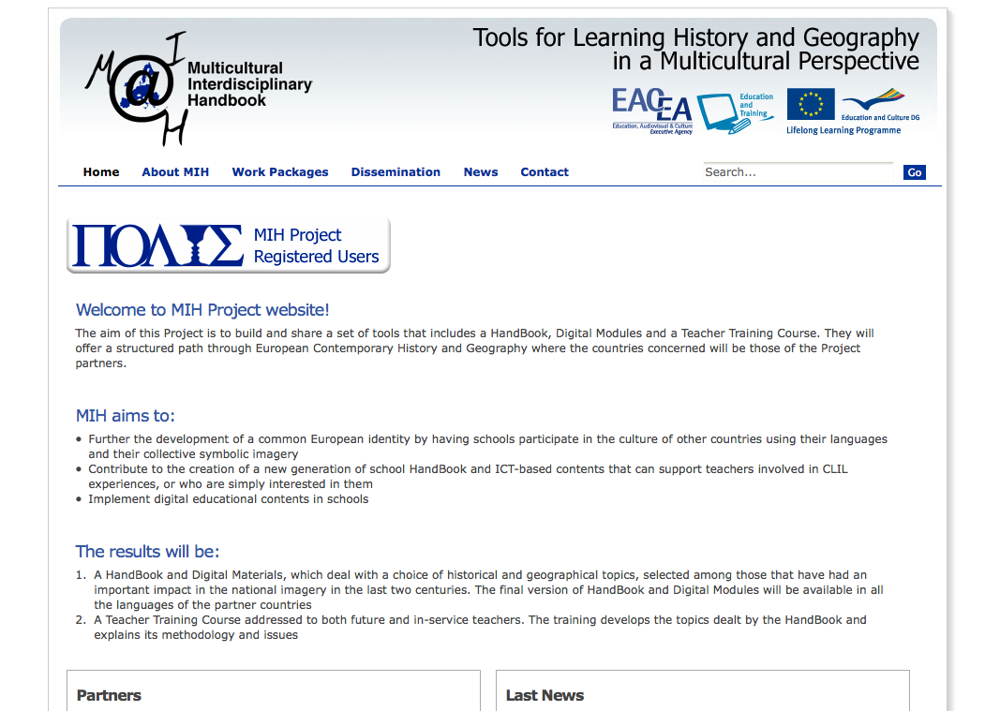 M@IH
Multicultural
Interdisciplinary
Handbook
Tools for Learning History and Geography
in a Multicultural Perspective
EACEA
Education, Audiovisual & Culture
Executive Agency
Education
and
Training
Education and Culture DG
Lifelong Learning Programme
Home About MIH Work Packages Dissemination News Contact Search... Go
ΠΟΛΙΣ
MIH Project
Registered Users
Welcome to MIH Project website!
The aim of this Project is to build and share a set of tools that includes a HandBook, Digital Modules and a Teacher Training Course. They will
offer a structured path through European Contemporary History and Geography where the countries concerned will be those of the Project
partners.
MIH aims to:
• Further the development of a common European identity by having schools participate in the culture of other countries using their languages
and their collective symbolic imagery
• Contribute to the creation of a new generation of school HandBook and ICT-based contents that can support teachers involved in CLIL
experiences, or who are simply interested in them
• Implement digital educational contents in schools
The results will be:
1. A HandBook and Digital Materials, which deal with a choice of historical and geographical topics, selected among those that have had an
important impact in the national imagery in the last two centuries. The final version of HandBook and Digital Modules will be available in all
the languages of the partner countries
2. A Teacher Training Course addressed to both future and in-service teachers. The training develops the topics dealt by the HandBook and
explains its methodology and issues
Partners
Last News